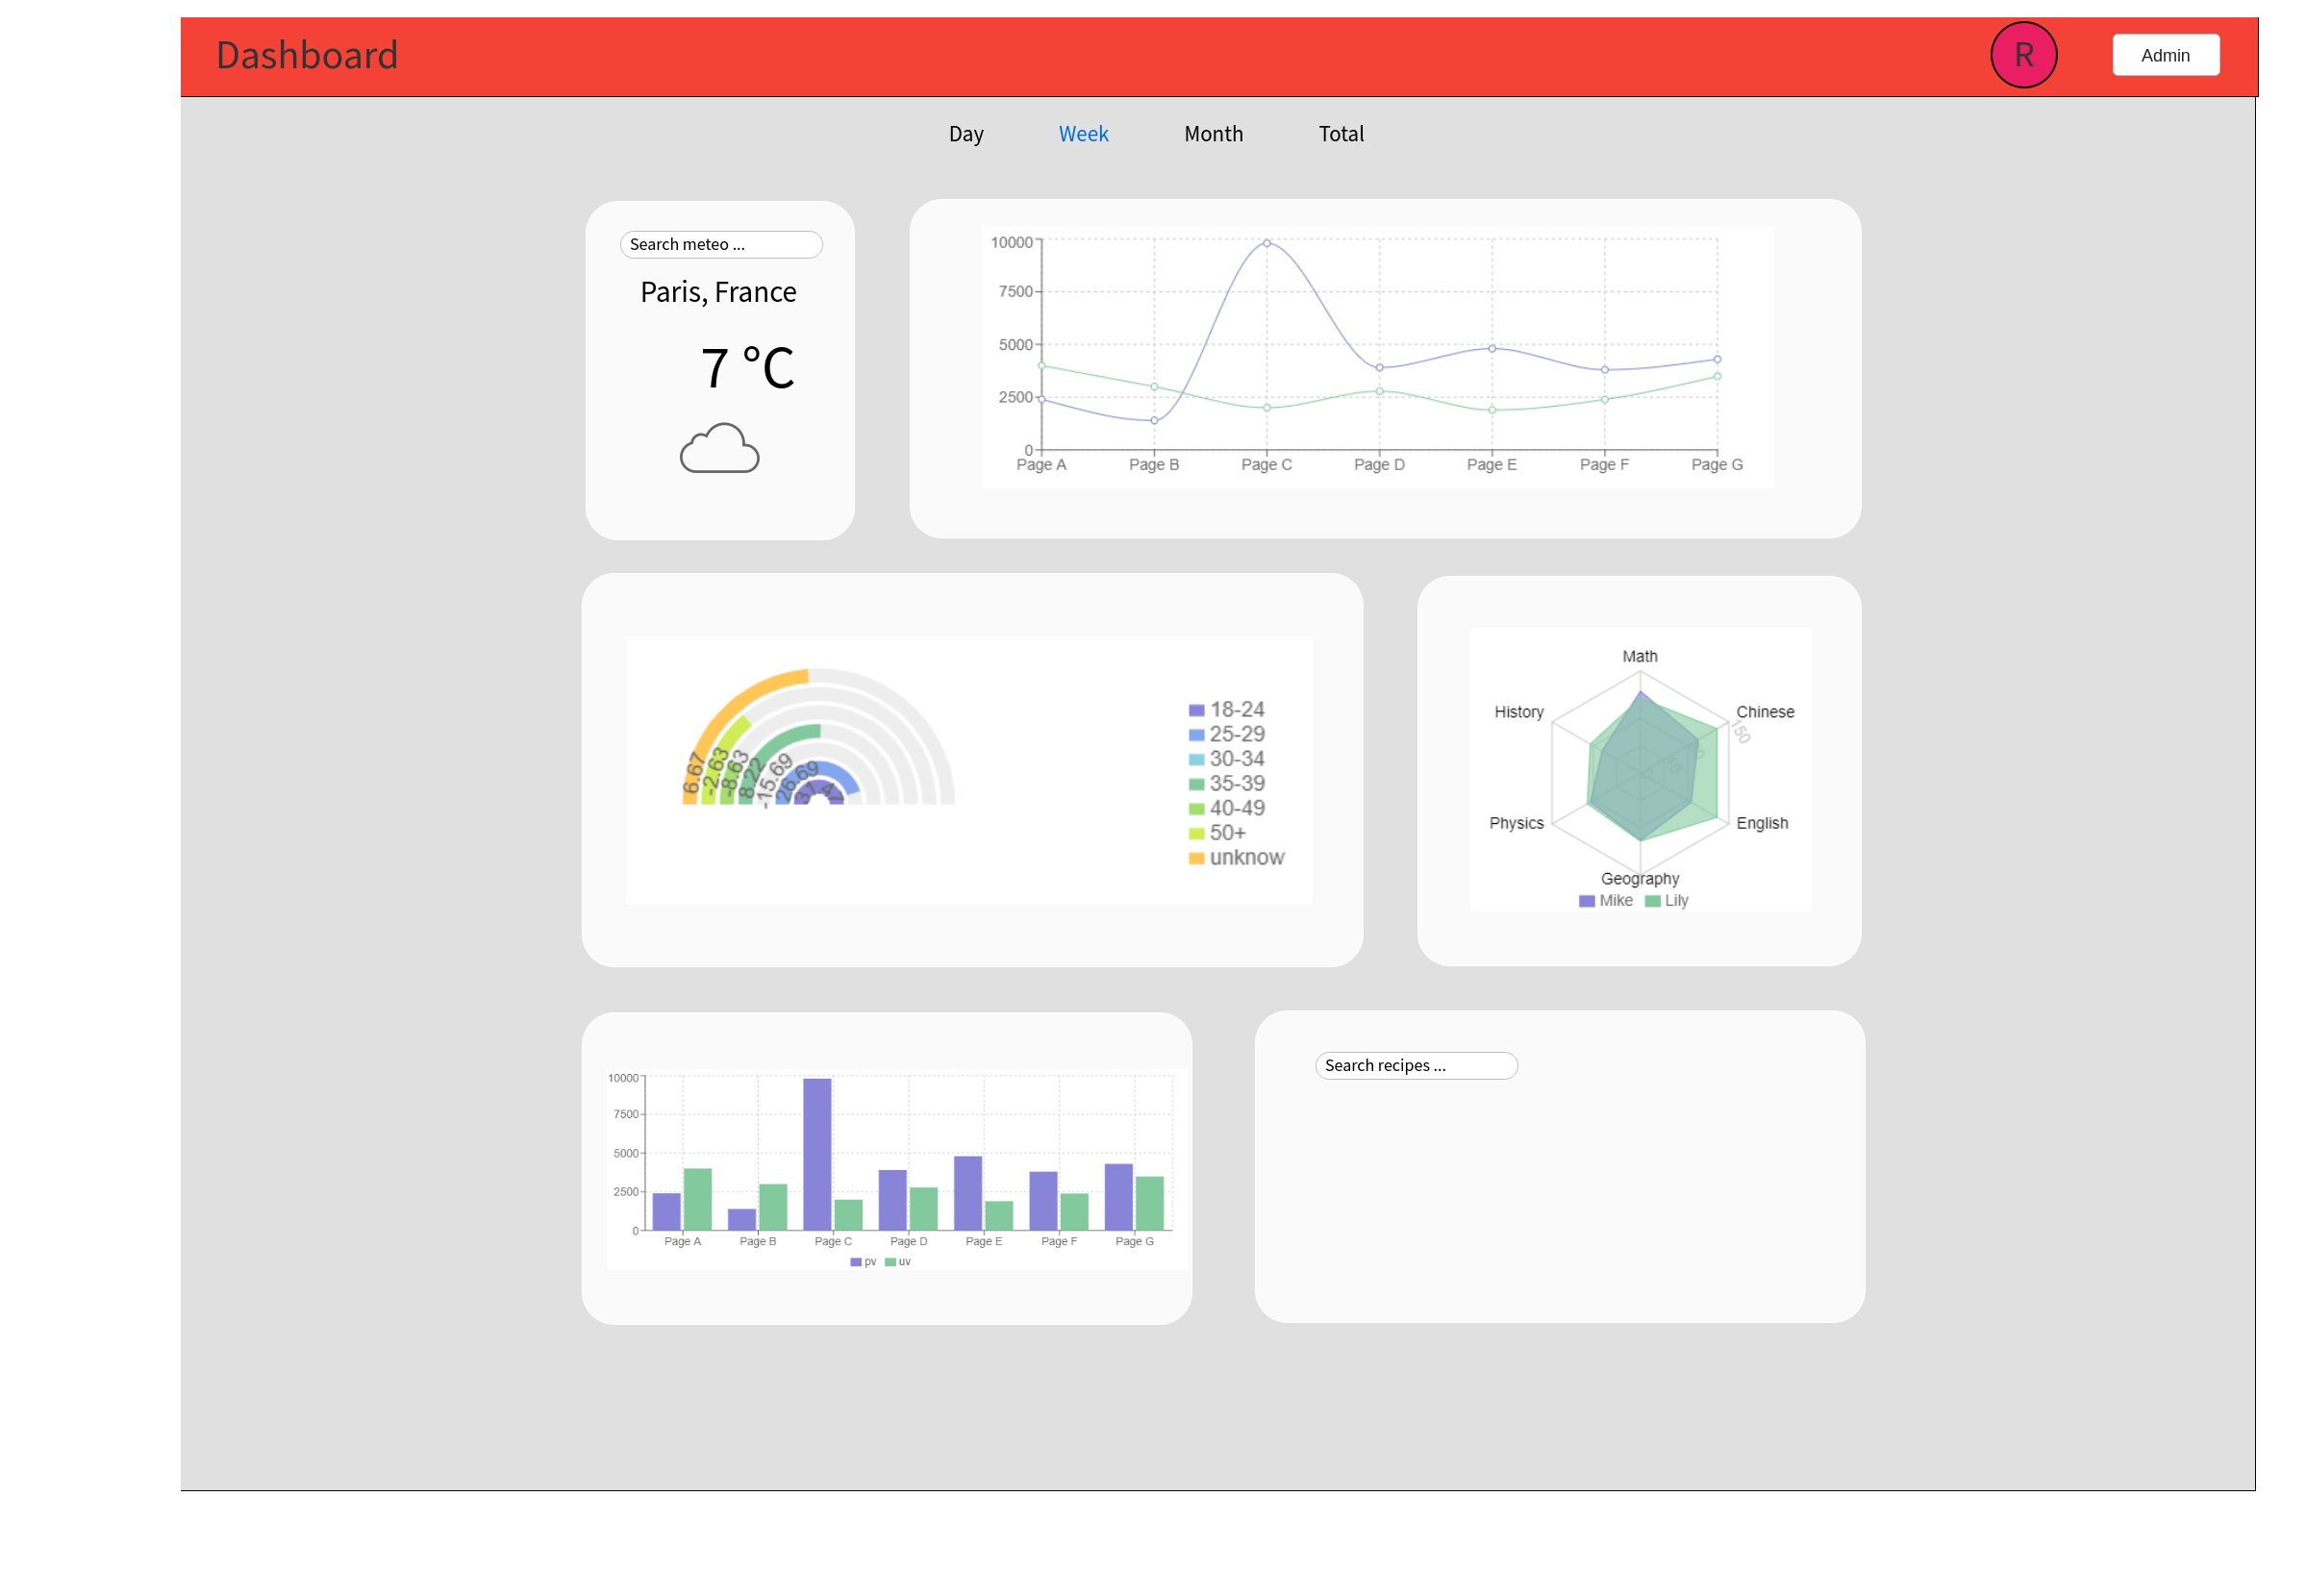 Dashboard
R
Admin
Day Week Month Total
Search meteo ...
Paris, France
7 °C
10000
7500
5000
2500
0
Page A Page B Page C Page D Page E Page F Page G
6.67
-2.63
-8.63
8.22
-15.69
26.69
18-24
25-29
30-34
35-39
40-49
50+
unknow
Math
History
Chinese
150
Physics
English
Geography
Mike Lily
10000
7500
5000
2500
0
Page A Page B Page C Page D Page E Page F Page G
pv uv
Search recipes ...